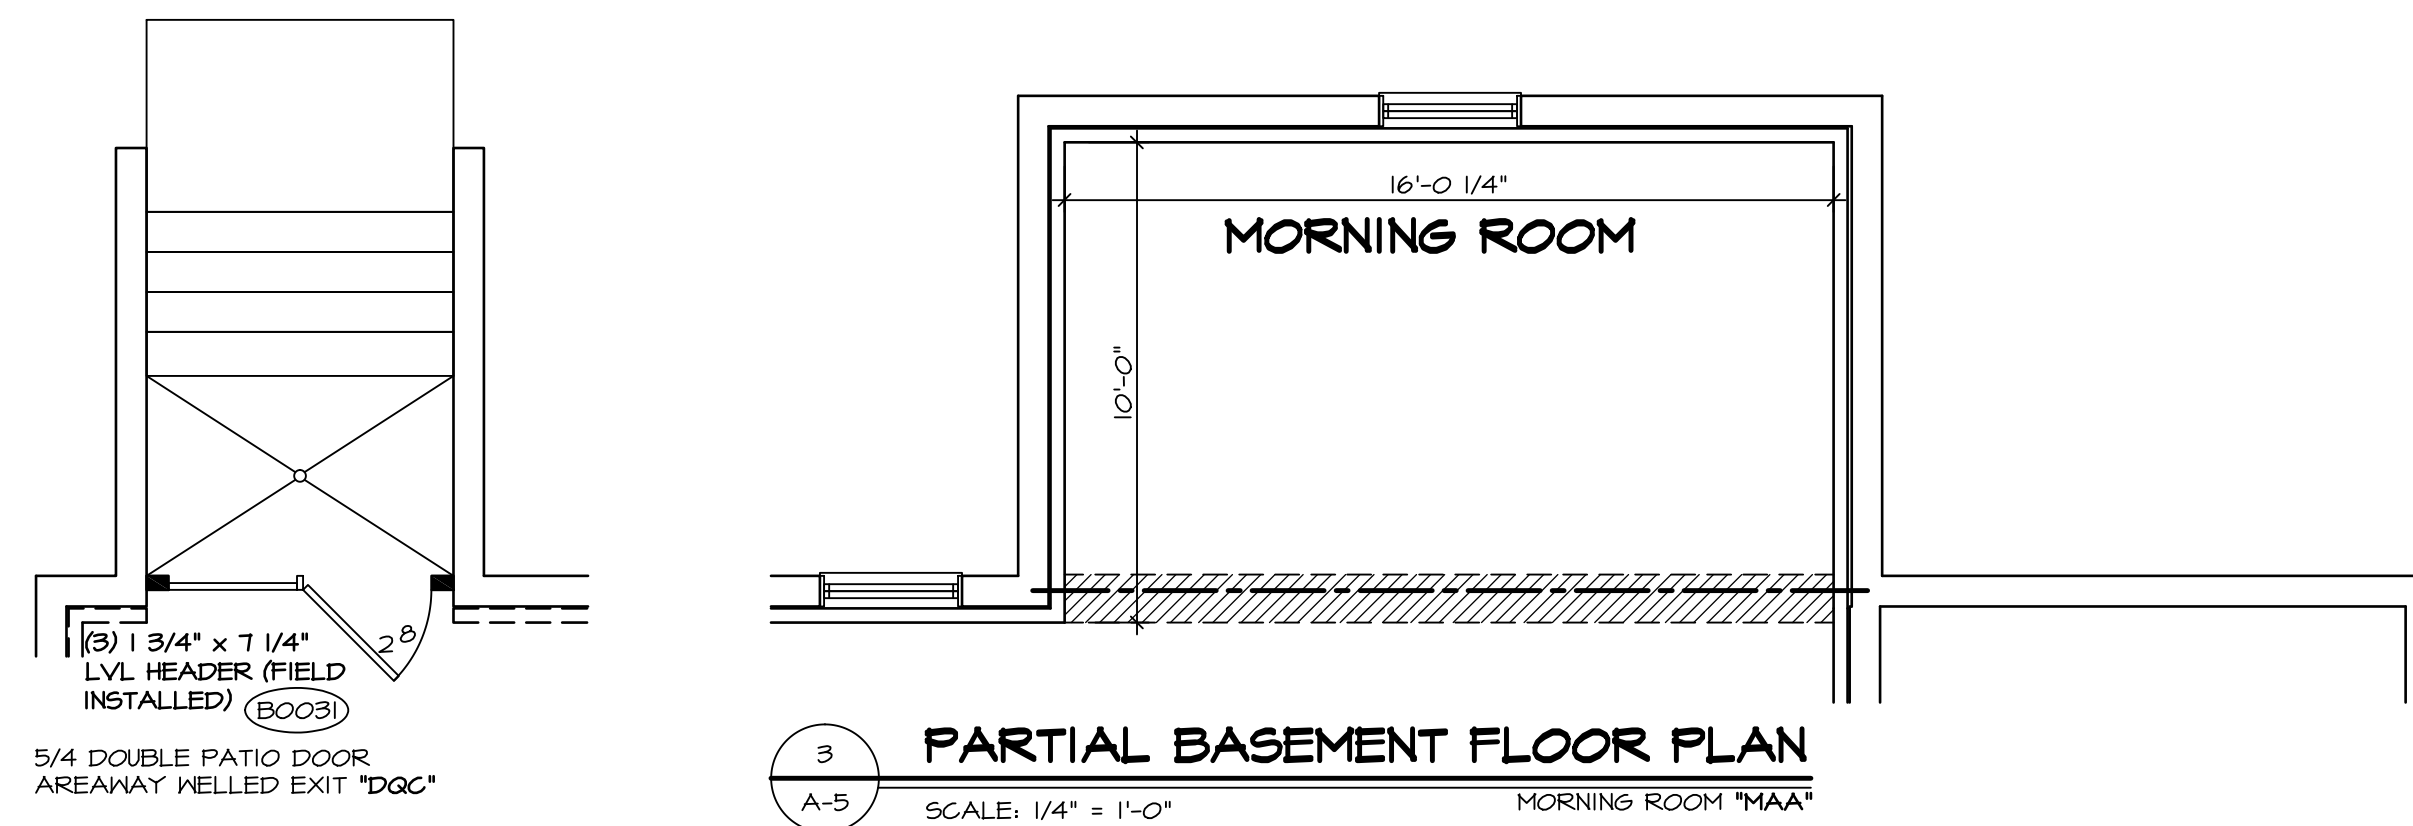 16'-0 1/4"
MORNING ROOM
10'-0"
2 8
(3) 1 3/4" x 7 1/4"
LVL HEADER (FIELD
INSTALLED)
B0031
5/4 DOUBLE PATIO DOOR
AREAWAY WELLED EXIT "DQC"
3
A-5
PARTIAL BASEMENT FLOOR PLAN
SCALE: 1/4" = 1'-0"
MORNING ROOM "MAA"